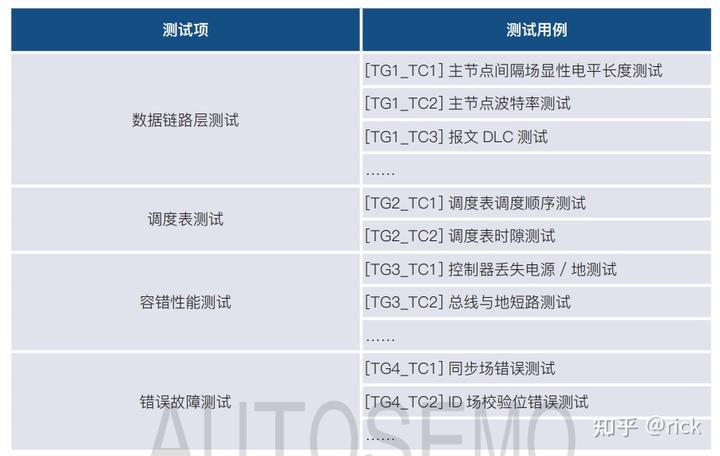 测试项 测试用例
数据链路层测试
[TG1_TC1] 主节点间隔场显性电平长度测试
[TG1_TC2] 主节点波特率测试
[TG1_TC3] 报文 DLC 测试
……
调度表测试
[TG2_TC1] 调度表调度顺序测试
[TG2_TC2] 调度表时隙测试
容错性能测试
[TG3_TC1] 控制器丢失电源 / 地测试
[TG3_TC2] 总线与地短路测试
……
错误故障测试
[TG4_TC1] 同步场错误测试
[TG4_TC2] ID 场校验位错误测试
……
AUTOSEMO
知乎 @rick